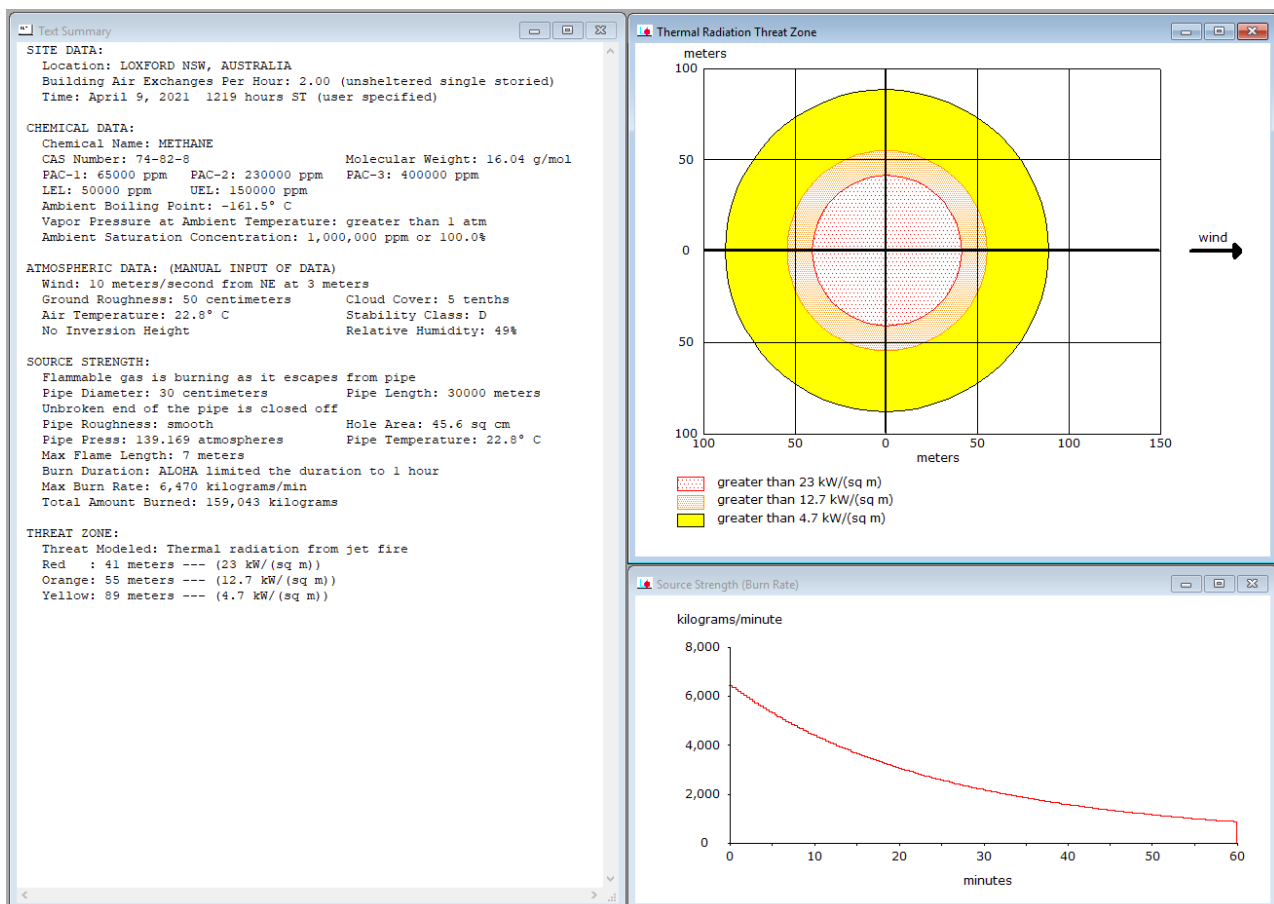 Text Summary
SITE DATA:
Location: LOXFORD NSW, AUSTRALIA
Building Air Exchanges Per Hour: 2.00 (unsheltered single storied)
Time: April 9, 2021  1219 hours ST (user specified)
CHEMICAL DATA:
Chemical Name: METHANE
CAS Number: 74-82-8 Molecular Weight: 16.04 g/mol
PAC-1: 65000 ppm PAC-2: 230000 ppm PAC-3: 400000 ppm
LEL: 50000 ppm UEL: 150000 ppm
Ambient Boiling Point: -161.5° C
Vapor Pressure at Ambient Temperature: greater than 1 atm
Ambient Saturation Concentration: 1,000,000 ppm or 100.0%
ATMOSPHERIC DATA: (MANUAL INPUT OF DATA)
Wind: 10 meters/second from NE at 3 meters
Ground Roughness: 50 centimeters Cloud Cover: 5 tenths
Air Temperature: 22.8° C Stability Class: D
No Inversion Height Relative Humidity: 49%
SOURCE STRENGTH:
Flammable gas is burning as it escapes from pipe
Pipe Diameter: 30 centimeters Pipe Length: 30000 meters
Unbroken end of the pipe is closed off
Pipe Roughness: smooth Hole Area: 45.6 sq cm
Pipe Press: 139.169 atmospheres Pipe Temperature: 22.8° C
Max Flame Length: 7 meters
Burn Duration: ALOHA limited the duration to 1 hour
Max Burn Rate: 6,470 kilograms/min
Total Amount Burned: 159,043 kilograms
THREAT ZONE:
Threat Modeled: Thermal radiation from jet fire
Red   : 41 meters --- (23 kW/(sq m))
Orange: 55 meters --- (12.7 kW/(sq m))
Yellow: 89 meters --- (4.7 kW/(sq m))
Thermal Radiation Threat Zone
meters
100
50
0
50
100
wind
100 50 0 50 100 150
meters
greater than 23 kW/(sq m)
greater than 12.7 kW/(sq m)
greater than 4.7 kW/(sq m)
Source Strength (Burn Rate)
kilograms/minute
8,000
6,000
4,000
2,000
0
0 10 20 30 40 50 60
minutes